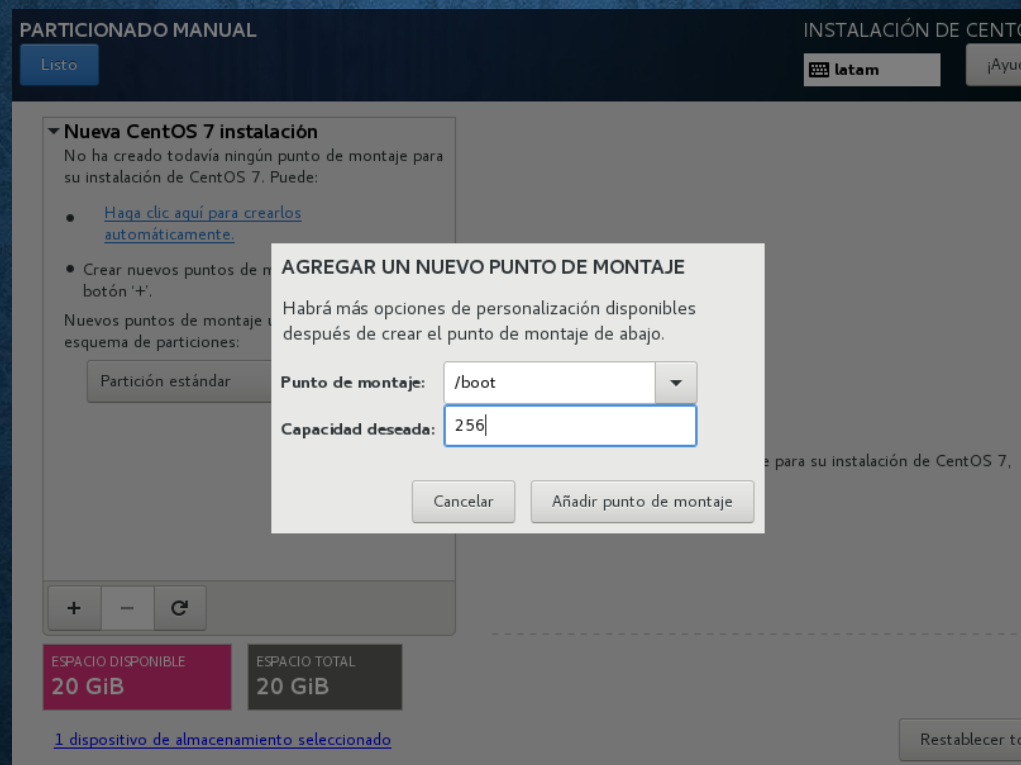 PARTICIONADO MANUAL
INSTALACIÓN DE CENTO
Listo
latam
¡Ayud
Nueva CentOS 7 instalación
No ha creado todavía ningún punto de montaje para
su instalación de CentOS 7. Puede:
Haga clic aquí para crearlos
automáticamente.
Crear nuevos puntos de m
botón '+'.
Nuevos puntos de montaje u
esquema de particiones:
Partición estándar
AGREGAR UN NUEVO PUNTO DE MONTAJE
Habrá más opciones de personalización disponibles
después de crear el punto de montaje de abajo.
Punto de montaje: /boot
Capacidad deseada: 256
Cancelar
Añadir punto de montaje
e para su instalación de CentOS 7,
+ −
ESPACIO DISPONIBLE
20 GiB
ESPACIO TOTAL
20 GiB
1 dispositivo de almacenamiento seleccionado
Restablecer to